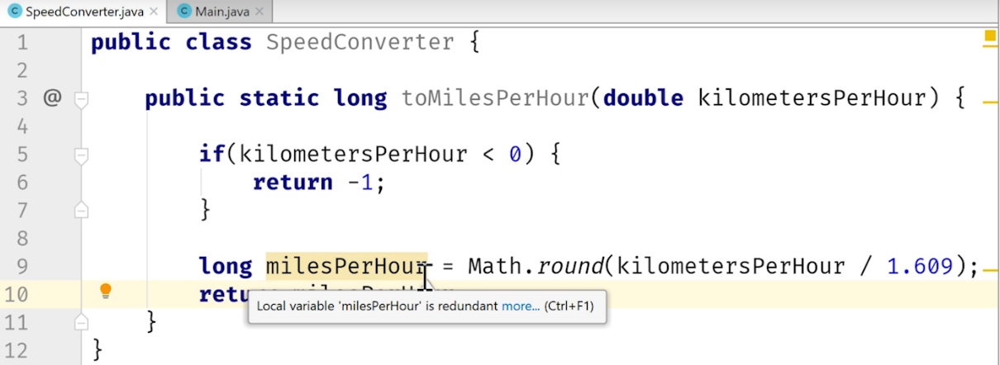 SpeedConverter.java × Main.java ×
1 public class SpeedConverter {
2
3 @ public static long toMilesPerHour(double kilometersPerHour) {
4
5 if(kilometersPerHour < 0) {
6 return -1;
7 }
8
9 long milesPerHour = Math.round(kilometersPerHour / 1.609);
10 retu
Local variable 'milesPerHour' is redundant more... (Ctrl+F1)
11 }
12 }